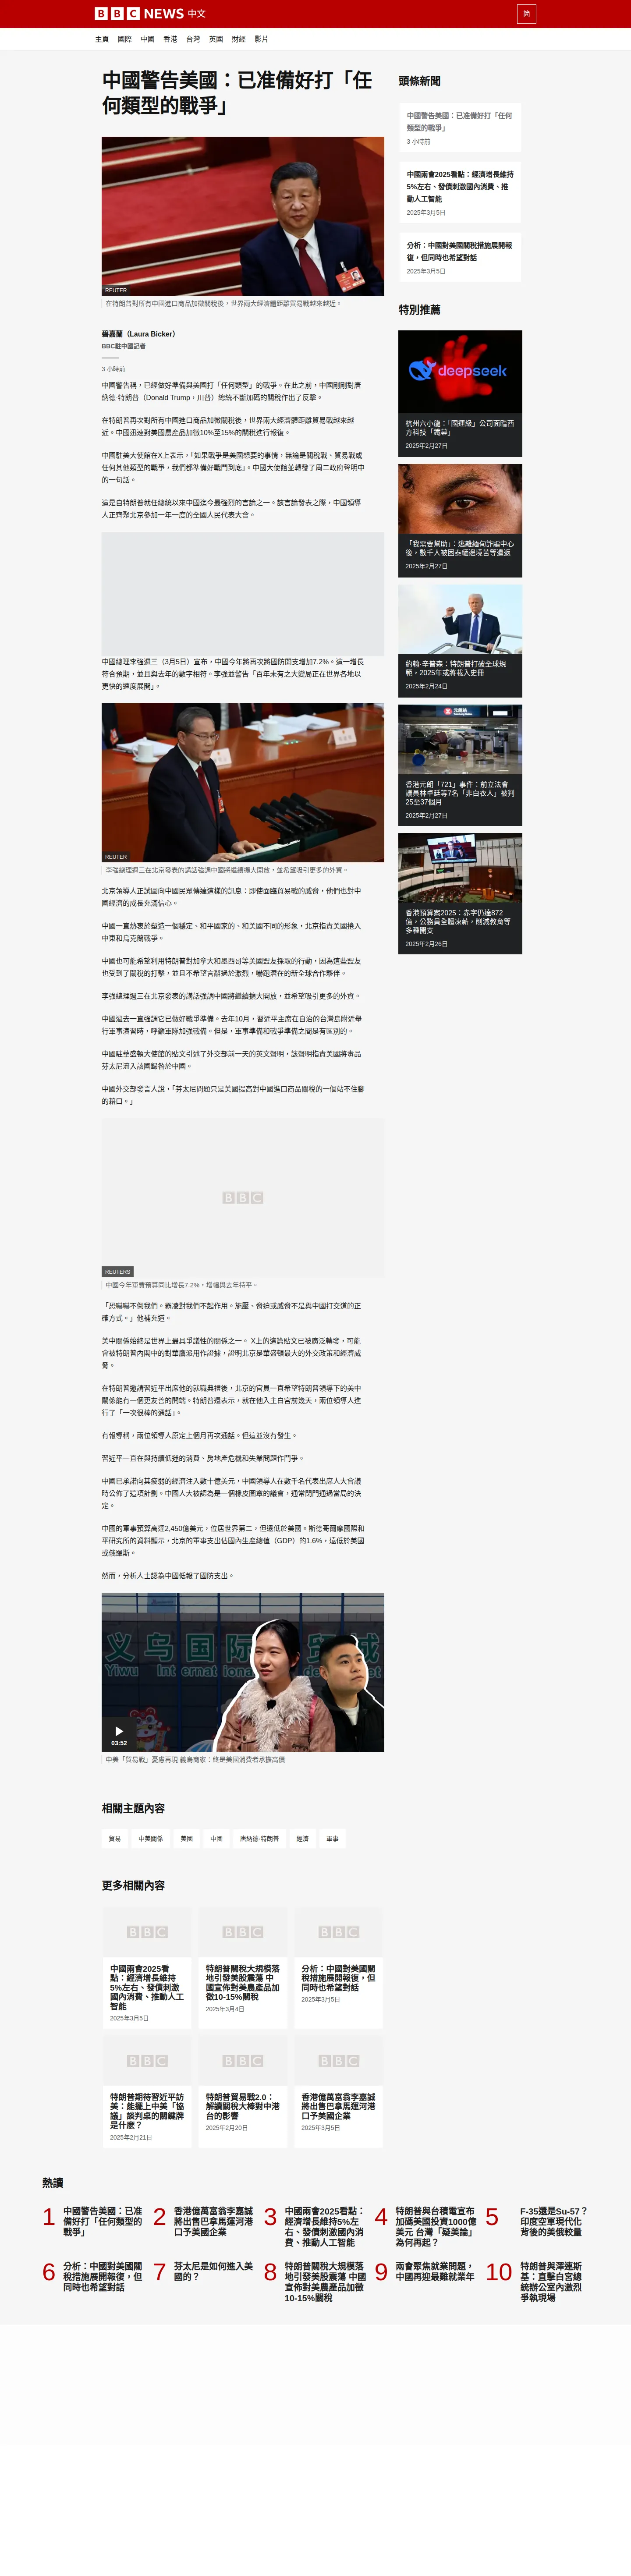 BBC NEWS 中文
简
主頁 國際 中國 香港 台灣 英國 財經 影片
中國警告美國：已准備好打「任
何類型的戰爭」
REUTER
在特朗普對所有中國進口商品加徵關稅後，世界兩大經濟體距離貿易戰越來越近。
碧嘉蘭（Laura Bicker）
BBC駐中國記者
3 小時前
中國警告稱，已經做好準備與美國打「任何類型」的戰爭。在此之前，中國剛剛對唐
納德·特朗普（Donald Trump，川普）總統不斷加碼的關稅作出了反擊。
在特朗普再次對所有中國進口商品加徵關稅後，世界兩大經濟體距離貿易戰越來越
近。中國迅速對美國農產品加徵10%至15%的關稅進行報復。
中國駐美大使館在X上表示，「如果戰爭是美國想要的事情，無論是關稅戰、貿易戰或
任何其他類型的戰爭，我們都準備好戰鬥到底」。中國大使館並轉發了周二政府聲明中
的一句話。
這是自特朗普就任總統以來中國迄今最強烈的言論之一。該言論發表之際，中國領導
人正齊聚北京參加一年一度的全國人民代表大會。
中國總理李強週三（3月5日）宣布，中國今年將再次將國防開支增加7.2%。這一增長
符合預期，並且與去年的數字相符。李強並警告「百年未有之大變局正在世界各地以
更快的速度展開」。
REUTER
李強總理週三在北京發表的講話強調中國將繼續擴大開放，並希望吸引更多的外資。
北京領導人正試圖向中國民眾傳達這樣的訊息：即使面臨貿易戰的威脅，他們也對中
國經濟的成長充滿信心。
中國一直熱衷於塑造一個穩定、和平國家的、和美國不同的形象，北京指責美國捲入
中東和烏克蘭戰爭。
中國也可能希望利用特朗普對加拿大和墨西哥等美國盟友採取的行動，因為這些盟友
也受到了關稅的打擊，並且不希望言辭過於激烈，嚇跑潛在的新全球合作夥伴。
李強總理週三在北京發表的講話強調中國將繼續擴大開放，並希望吸引更多的外資。
中國過去一直強調它已做好戰爭準備。去年10月，習近平主席在自治的台灣島附近舉
行軍事演習時，呼籲軍隊加強戰備。但是，軍事準備和戰爭準備之間是有區別的。
中國駐華盛頓大使館的貼文引述了外交部前一天的英文聲明，該聲明指責美國將毒品
芬太尼流入該國歸咎於中國。
中國外交部發言人說，「芬太尼問題只是美國提高對中國進口商品關稅的一個站不住腳
的藉口。」
BBC
REUTERS
中國今年軍費預算同比增長7.2%，增幅與去年持平。
「恐嚇嚇不倒我們。霸凌對我們不起作用。施壓、脅迫或威脅不是與中國打交道的正
確方式。」他補充道。
美中關係始終是世界上最具爭議性的關係之一。 X上的這篇貼文已被廣泛轉發，可能
會被特朗普內閣中的對華鷹派用作證據，證明北京是華盛頓最大的外交政策和經濟威
脅。
在特朗普邀請習近平出席他的就職典禮後，北京的官員一直希望特朗普領導下的美中
關係能有一個更友善的開端。特朗普還表示，就在他入主白宮前幾天，兩位領導人進
行了「一次很棒的通話」。
有報導稱，兩位領導人原定上個月再次通話。但這並沒有發生。
習近平一直在與持續低迷的消費、房地產危機和失業問題作鬥爭。
中國已承諾向其疲弱的經濟注入數十億美元，中國領導人在數千名代表出席人大會議
時公佈了這項計劃。中國人大被認為是一個橡皮圖章的議會，通常閉門通過當局的決
定。
中國的軍事預算高達2,450億美元，位居世界第二，但遠低於美國。斯德哥爾摩國際和
平研究所的資料顯示，北京的軍事支出佔國內生產總值（GDP）的1.6%，遠低於美國
或俄羅斯。
然而，分析人士認為中國低報了國防支出。
义乌国际商贸城
Yiwu International
03:52
中美「貿易戰」憂慮再現 義烏商家：終是美國消費者承擔高價
相關主題內容
貿易 中美關係 美國 中國 唐納德·特朗普 經濟 軍事
更多相關內容
BBC BBC BBC
中國兩會2025看
點：經濟增長維持
5%左右、發債刺激
國內消費、推動人工
智能
2025年3月5日
特朗普關稅大規模落
地引發美股震蕩 中
國宣佈對美農產品加
徵10-15%關稅
2025年3月4日
分析：中國對美國關
稅措施展開報復，但
同時也希望對話
2025年3月5日
BBC BBC BBC
特朗普期待習近平訪
美：能擺上中美「協
議」談判桌的關鍵牌
是什麼？
2025年2月21日
特朗普貿易戰2.0：
解讀關稅大棒對中港
台的影響
2025年2月20日
香港億萬富翁李嘉誠
將出售巴拿馬運河港
口予美國企業
2025年3月5日
頭條新聞
中國警告美國：已准備好打「任何
類型的戰爭」
3 小時前
中國兩會2025看點：經濟增長維持
5%左右、發債刺激國內消費、推
動人工智能
2025年3月5日
分析：中國對美國關稅措施展開報
復，但同時也希望對話
2025年3月5日
特別推薦
deepseek
杭州六小龍：「國運級」公司面臨西
方科技「鐵幕」
2025年2月27日
「我需要幫助」：逃離緬甸詐騙中心
後，數千人被困泰緬邊境苦等遣返
2025年2月27日
約翰·辛普森：特朗普打破全球規
範，2025年或將載入史冊
2025年2月24日
香港元朗「721」事件：前立法會
議員林卓廷等7名「非白衣人」被判
25至37個月
2025年2月27日
香港預算案2025：赤字仍達872
億，公務員全體凍薪，削減教育等
多種開支
2025年2月26日
熱讀
1 中國警告美國：已准
備好打「任何類型的
戰爭」
2 香港億萬富翁李嘉誠
將出售巴拿馬運河港
口予美國企業
3 中國兩會2025看點：
經濟增長維持5%左
右、發債刺激國內消
費、推動人工智能
4 特朗普與台積電宣布
加碼美國投資1000億
美元 台灣「疑美論」
為何再起？
5 F-35還是Su-57？
印度空軍現代化
背後的美俄較量
6 分析：中國對美國關
稅措施展開報復，但
同時也希望對話
7 芬太尼是如何進入美
國的？
8 特朗普關稅大規模落
地引發美股震蕩 中國
宣佈對美農產品加徵
10-15%關稅
9 兩會聚焦就業問題，
中國再迎最難就業年
10 特朗普與澤連斯
基：直擊白宮總
統辦公室內激烈
爭執現場